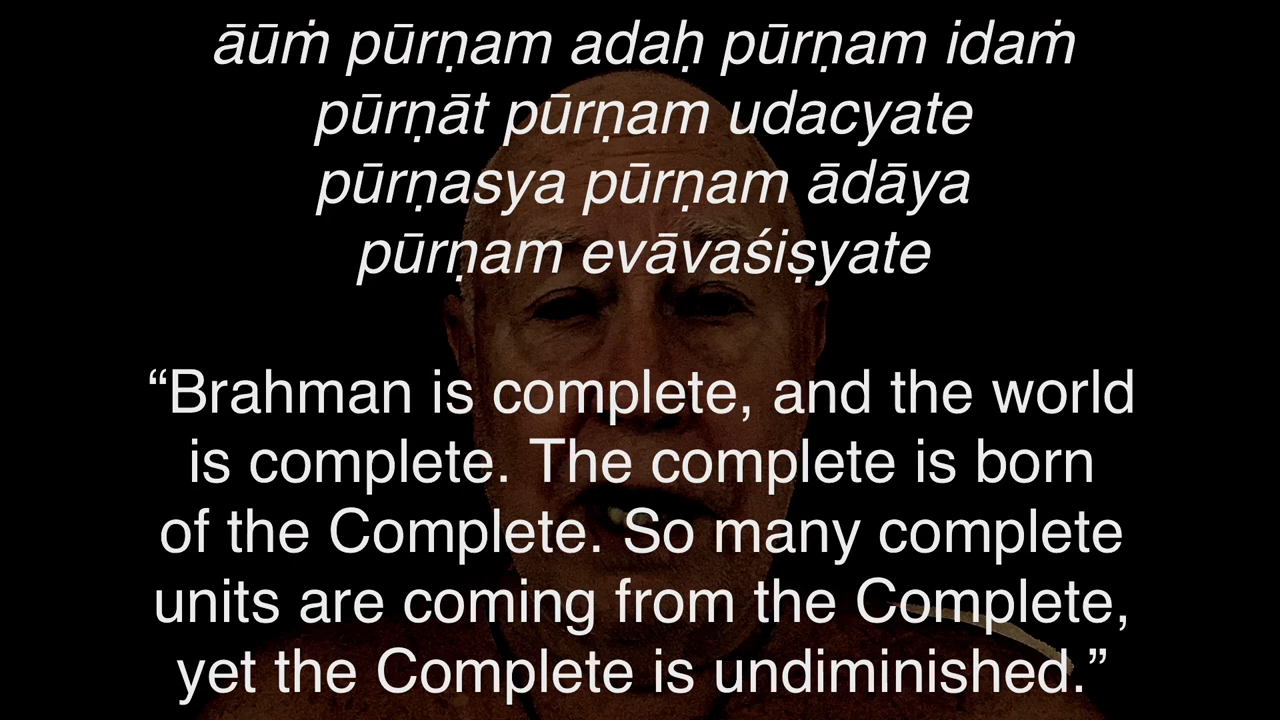 āūṁ pūrṇam adaḥ pūrṇam idaṁ
pūrṇāt pūrṇam udacyate
pūrṇasya pūrṇam ādāya
pūrṇam evāvaśiṣyate
“Brahman is complete, and the world
is complete. The complete is born
of the Complete. So many complete
units are coming from the Complete,
yet the Complete is undiminished.”